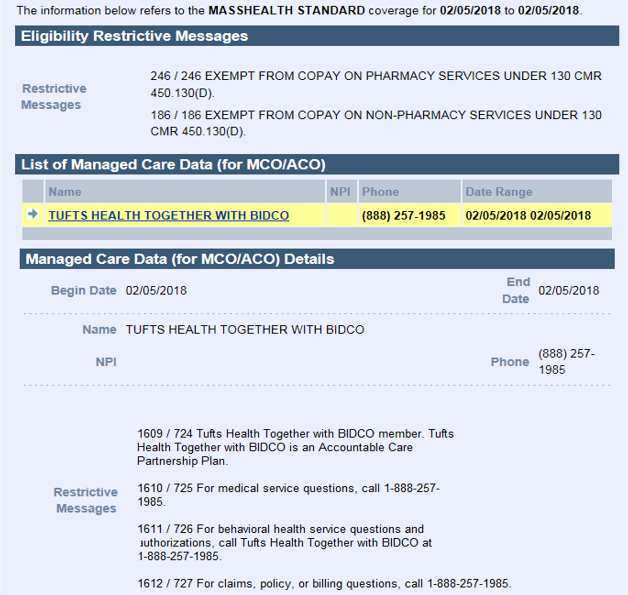 The information below refers to the MASSHEALTH STANDARD coverage for 02/05/2018 to 02/05/2018.
Eligibility Restrictive Messages
Restrictive
Messages
246 / 246 EXEMPT FROM COPAY ON PHARMACY SERVICES UNDER 130 CMR
450.130(D).
186 / 186 EXEMPT FROM COPAY ON NON-PHARMACY SERVICES UNDER 130
CMR 450.130(D).
List of Managed Care Data (for MCO/ACO)
Name NPI Phone Date Range
TUFTS HEALTH TOGETHER WITH BIDCO (888) 257-1985 02/05/2018 02/05/2018
Managed Care Data (for MCO/ACO) Details
Begin Date 02/05/2018 End Date 02/05/2018
Name TUFTS HEALTH TOGETHER WITH BIDCO
NPI Phone (888) 257-
1985
Restrictive
Messages
1609 / 724 Tufts Health Together with BIDCO member. Tufts
Health Together with BIDCO is an Accountable Care
Partnership Plan.
1610 / 725 For medical service questions, call 1-888-257-
1985.
1611 / 726 For behavioral health service questions and
authorizations, call Tufts Health Together with BIDCO at
1-888-257-1985.
1612 / 727 For claims, policy, or billing questions, call 1-888-257-1985.